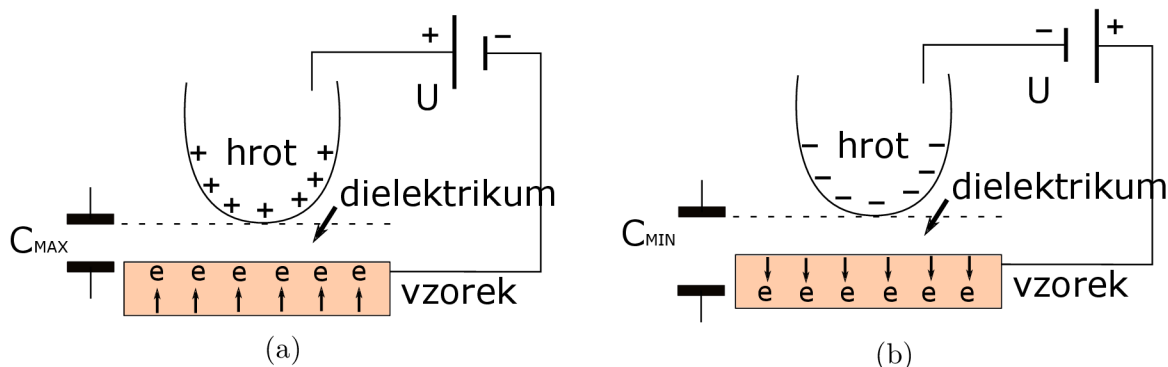 + −
U
hrot
+ + + + + + +
dielektrikum
CMAX
e e e e e e
vzorek
(a)
− +
U
hrot
− − − − − − −
dielektrikum
CMIN
e e e e e e
vzorek
(b)